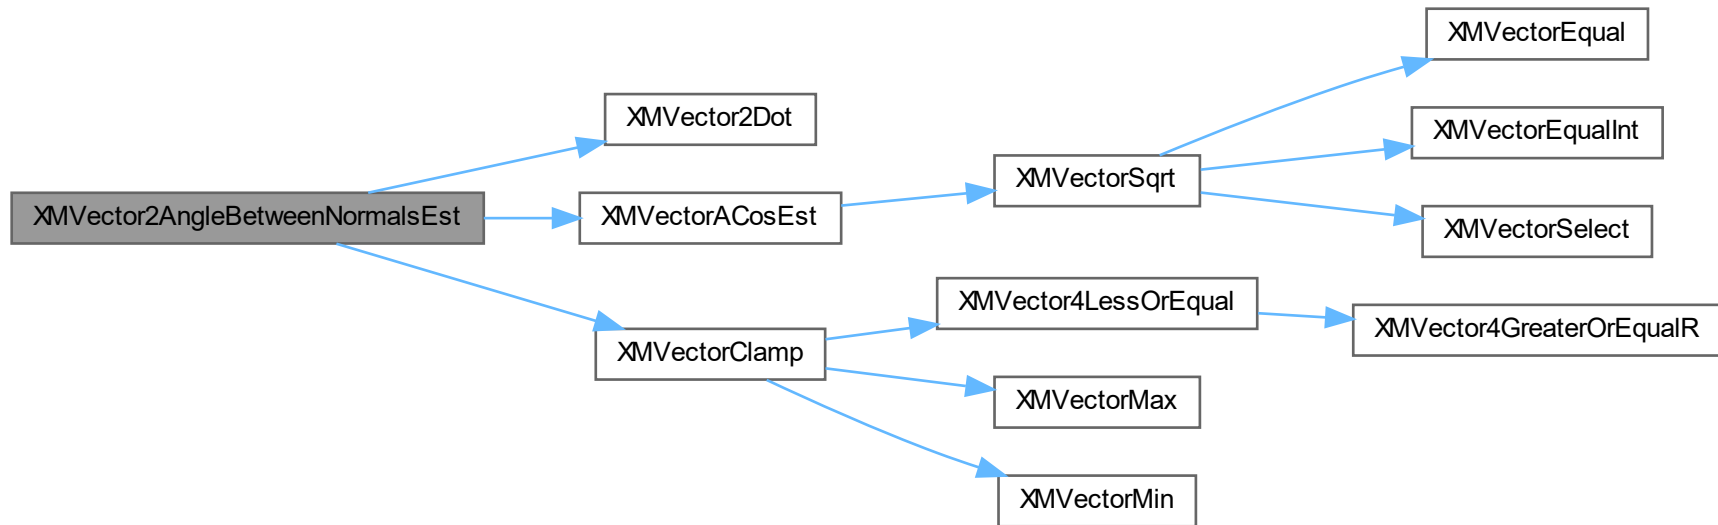 XMVectorEqual
XMVector2Dot
XMVectorEqualInt
XMVectorSqrt
XMVector2AngleBetweenNormalsEst
XMVectorACosEst
XMVectorSelect
XMVector4LessOrEqual
XMVector4GreaterOrEqualR
XMVectorClamp
XMVectorMax
XMVectorMin